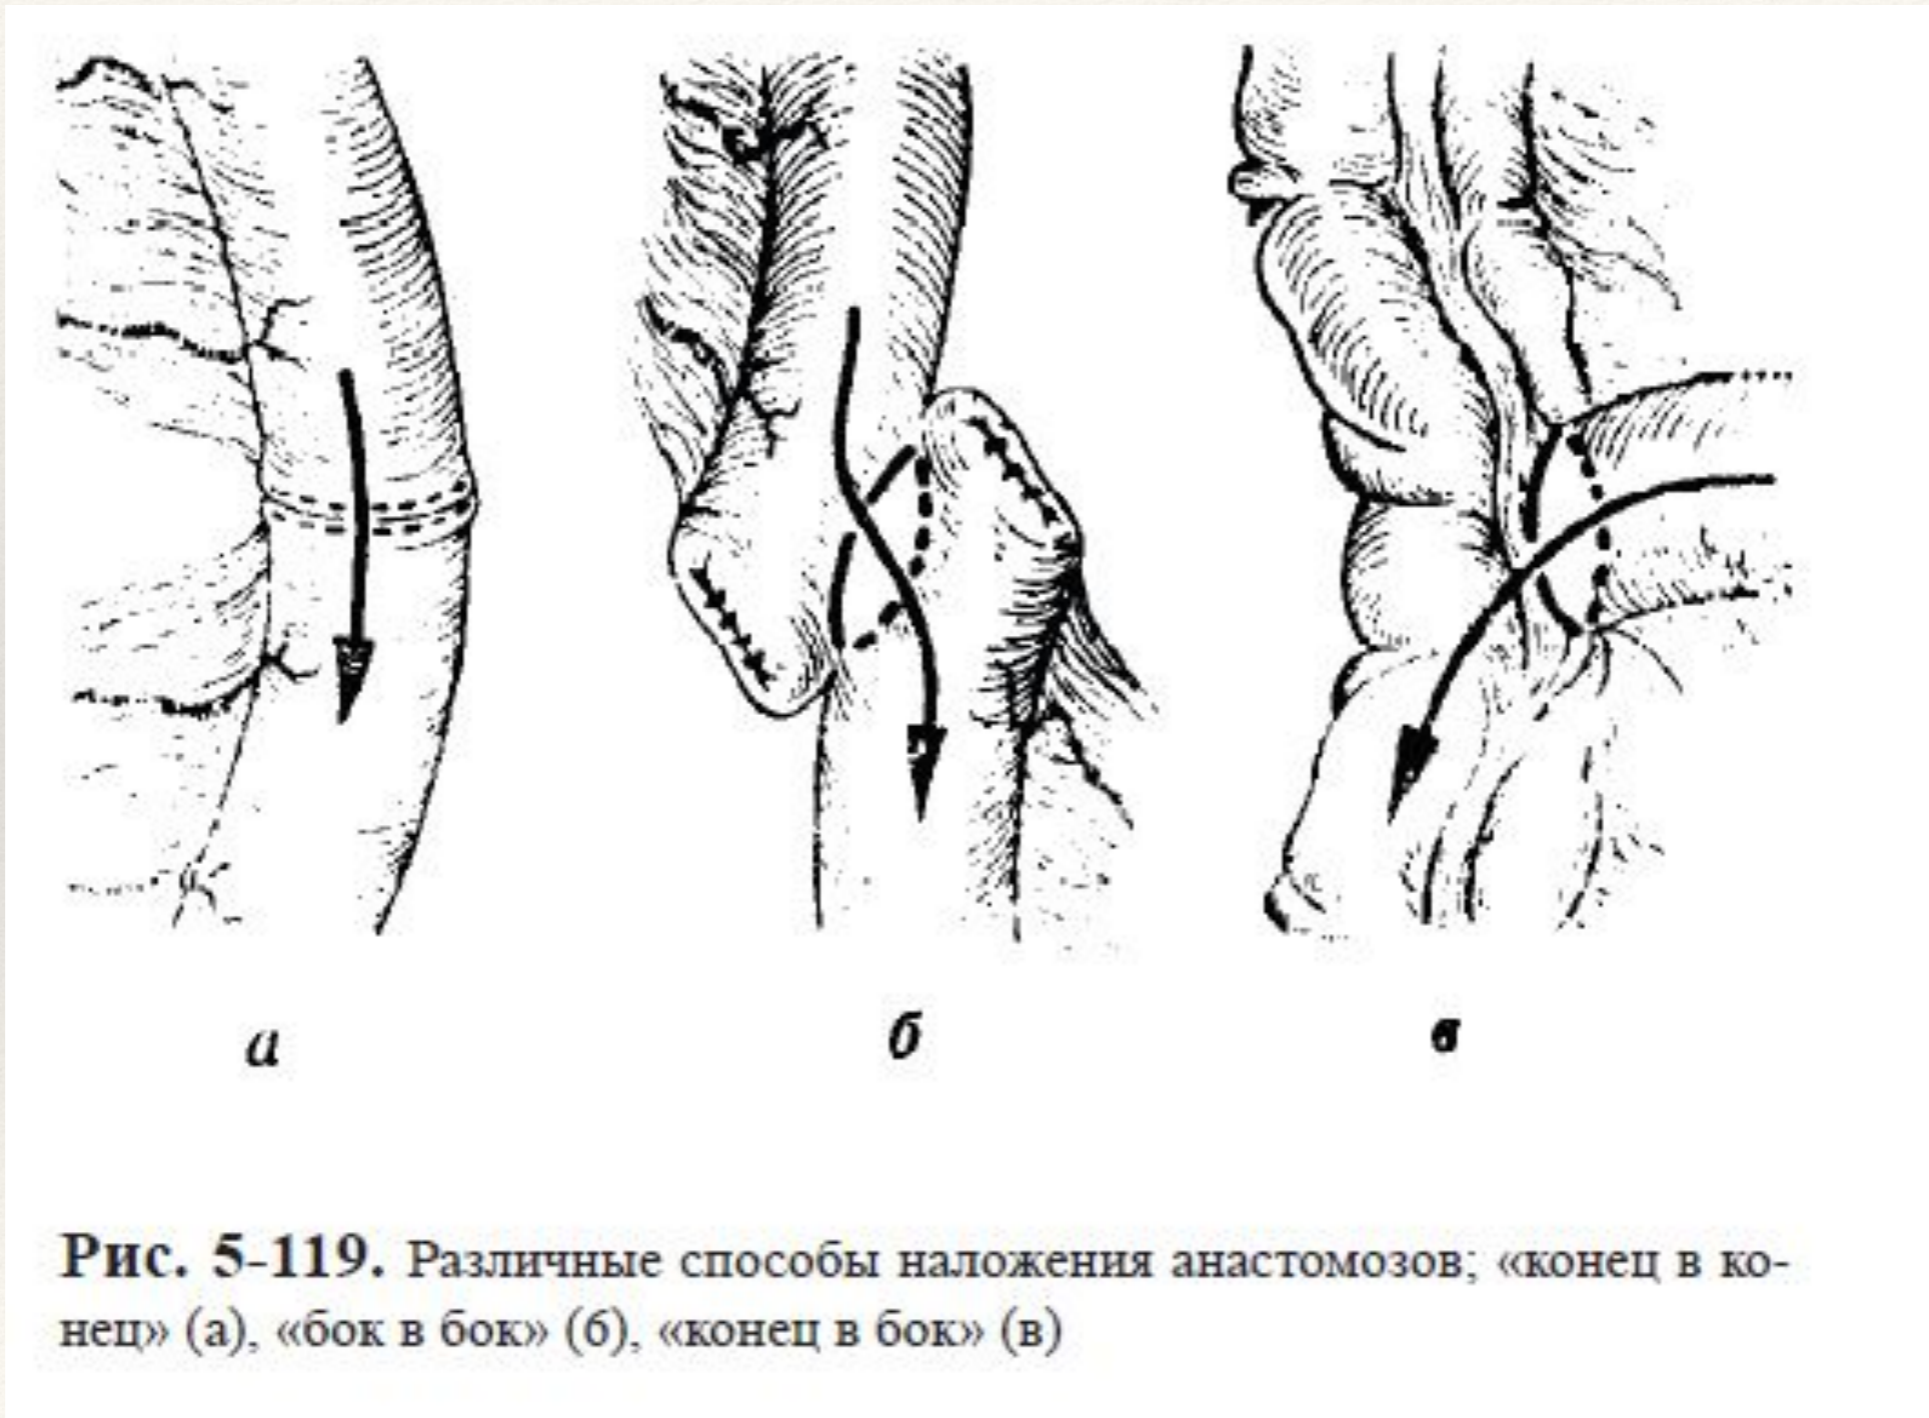 а
б
в
Рис. 5-119. Различные способы наложения анастомозов; «конец в ко-
нец» (а), «бок в бок» (б), «конец в бок» (в)